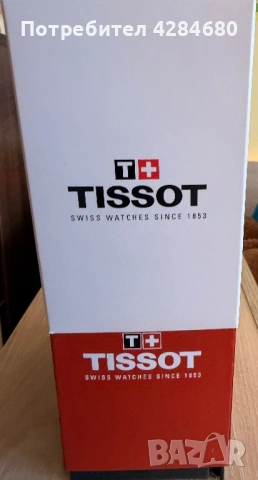 Потребител 4284680
T+
TISSOT
SWISS WATCHES SINCE 1853
T+
TISSOT
SWISS WATCHES SINCE 1853
BAZAR